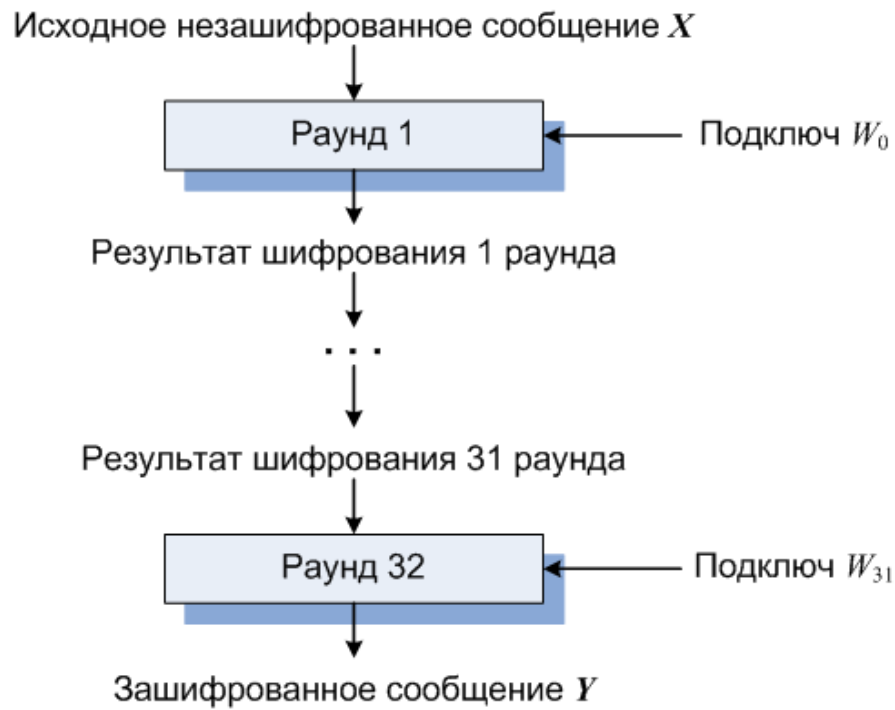 Исходное незашифрованное сообщение X
Раунд 1
Подключ W₀
Результат шифрования 1 раунда
. . .
Результат шифрования 31 раунда
Раунд 32
Подключ W₃₁
Зашифрованное сообщение Y